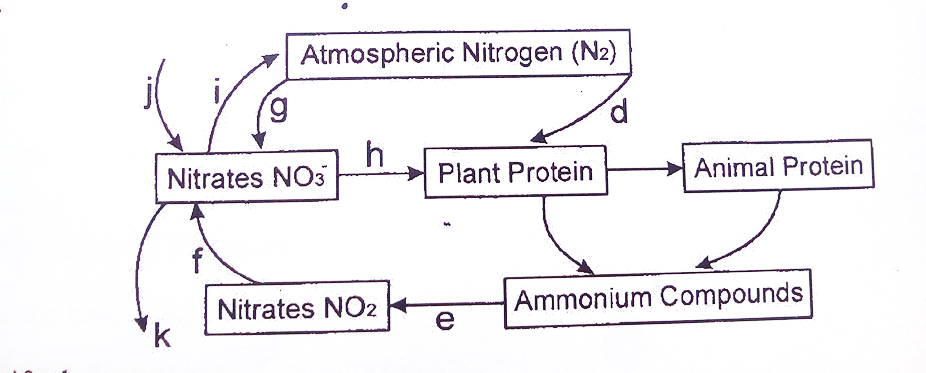 Atmospheric Nitrogen (N2)
j
i
g
d
Nitrates NO3-
h
Plant Protein
Animal Protein
f
Nitrates NO2
e
Ammonium Compounds
k